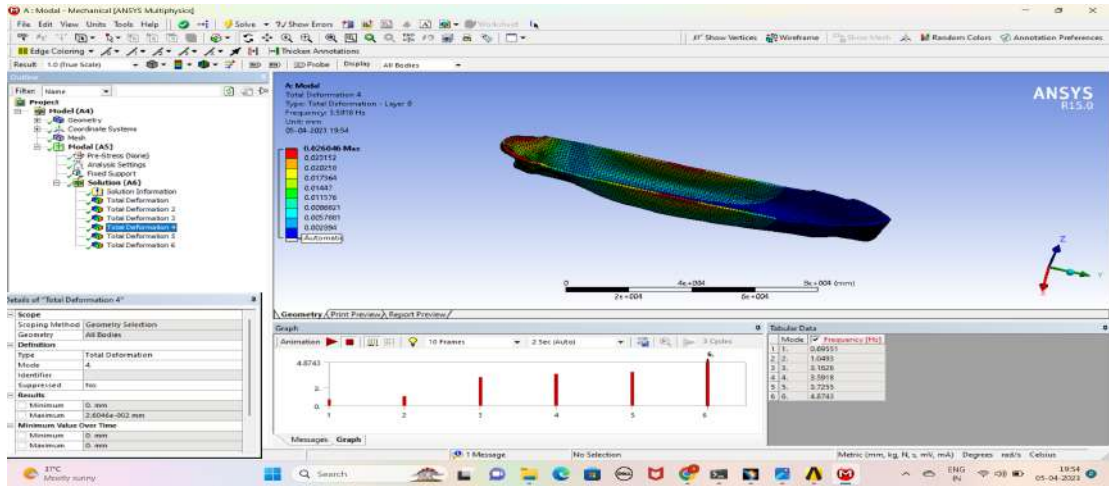 A : Modal - Mechanical [ANSYS Multiphysics]
File Edit View Units Tools Help Solve ?/Show Errors Worksheet
Show Vertices Wireframe Show Mesh Random Colors Annotation Preferences
Edge Coloring Thicken Annotations
Result 1.0 (True Scale) Probe Display All Bodies
Outline
Filter: Name
Project
Model (A4)
Geometry
Coordinate Systems
Mesh
Modal (A5)
Pre-Stress (None)
Analysis Settings
Fixed Support
Solution (A6)
Solution Information
Total Deformation
Total Deformation 2
Total Deformation 3
Total Deformation 4
Total Deformation 5
Total Deformation 6
A: Modal
Total Deformation 4
Type: Total Deformation - Layer 0
Frequency: 3.5918 Hz
Unit: mm
05-04-2023 19:54
0.026046 Max
0.023152
0.020258
0.017364
0.01447
0.011576
0.0086821
0.0057881
0.002894
Automatic
ANSYS
R15.0
Z
Y
0 4e+004 8e+004 (mm)
2e+004 6e+004
Geometry Print Preview Report Preview
Details of "Total Deformation 4"
Scope
Scoping Method Geometry Selection
Geometry All Bodies
Definition
Type Total Deformation
Mode 4.
Identifier
Suppressed No
Results
Minimum 0. mm
Maximum 2.6046e-002 mm
Minimum Value Over Time
Minimum 0. mm
Maximum 0. mm
Graph
Animation 10 Frames 2 Sec (Auto) 3 Cycles
6.
4.8743
2.
0.
1 2 3 4 5 6
Messages Graph
Tabular Data
Mode Frequency [Hz]
1 1. 0.69551
2 2. 1.0493
3 3. 3.1628
4 4. 3.5918
5 5. 3.7255
6 6. 4.8743
1 Message No Selection Metric (mm, kg, N, s, mV, mA) Degrees rad/s Celsius
37°C
Mostly sunny
Search
ENG
IN
19:54
05-04-2023